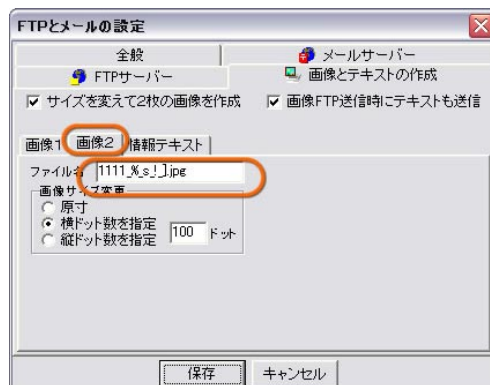 FTPとメールの設定
全般
メールサーバー
FTPサーバー
画像とテキストの作成
サイズを変えて2枚の画像を作成
画像FTP送信時にテキストも送信
画像1
画像2
情報テキスト
ファイル名
1111_%_s_!_].jpg
画像サイズ変更
原寸
横ドット数を指定
縦ドット数を指定
100
ドット
保存
キャンセル